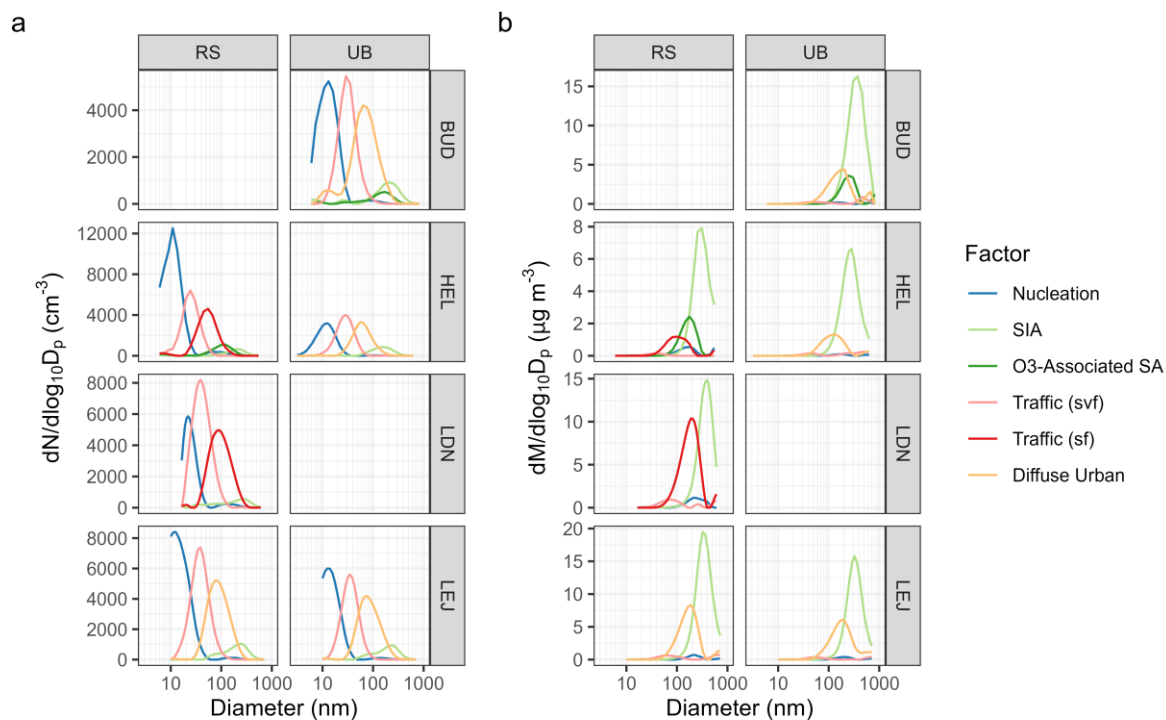 a
RS UB
4000
2000
0
BUD
12000
8000
4000
0
HEL
8000
6000
4000
2000
0
LDN
8000
6000
4000
2000
0
LEJ
10 100 1000 10 100 1000
Diameter (nm)
dN/dlog₁₀Dₚ (cm⁻³)
b
RS UB
15
10
5
0
BUD
8
6
4
2
0
HEL
15
10
5
0
LDN
20
15
10
5
0
LEJ
10 100 1000 10 100 1000
Diameter (nm)
dM/dlog₁₀Dₚ (µg m⁻³)
Factor
Nucleation
SIA
O3-Associated SA
Traffic (svf)
Traffic (sf)
Diffuse Urban